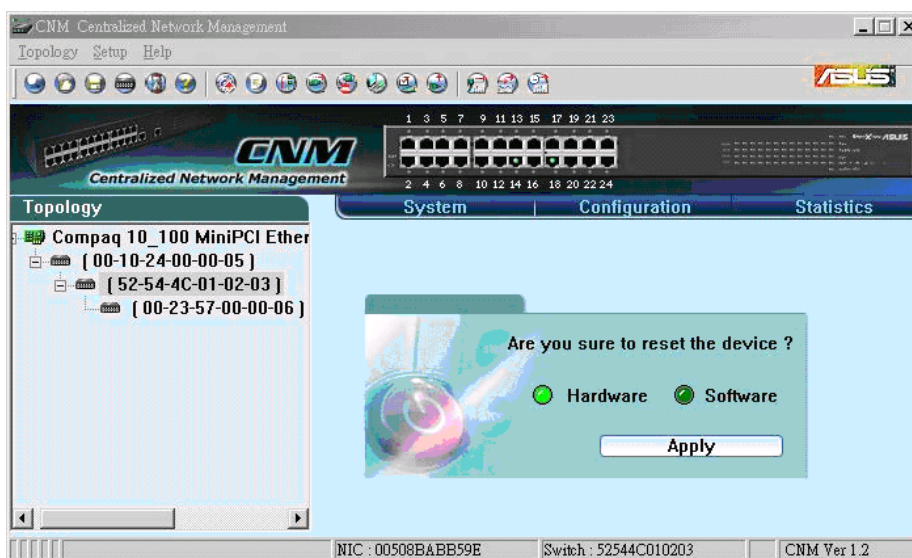 CNM Centralized Network Management
Topology Setup Help
ASUS
1 3 5 7 9 11 13 15 17 19 21 23
CNM
Centralized Network Management
2 4 6 8 10 12 14 16 18 20 22 24
Topology
System Configuration Statistics
Compaq 10_100 MiniPCI Ether
( 00-10-24-00-00-05 )
( 52-54-4C-01-02-03 )
( 00-23-57-00-00-06 )
Are you sure to reset the device ?
Hardware Software
Apply
NIC : 00508BABB59E Switch : 52544C010203 CNM Ver 1.2